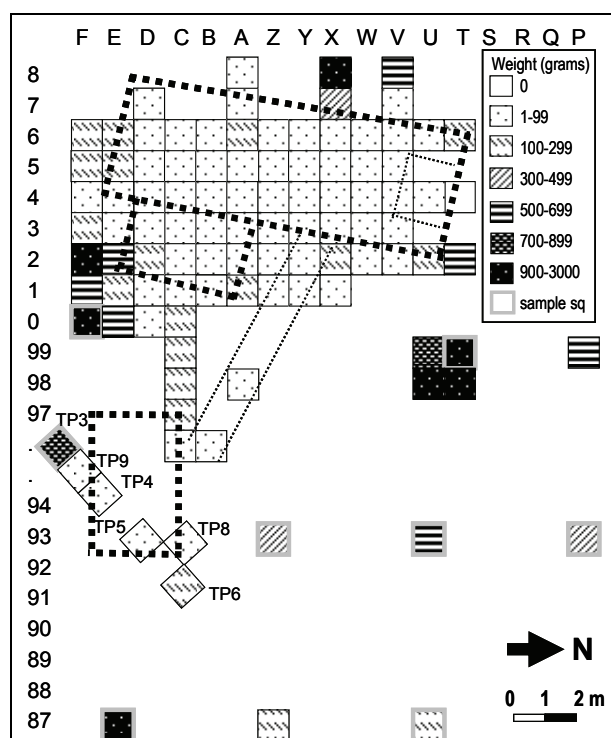 F E D C B A Z Y X W V U T S R Q P
8
7
6
5
4
3
2
1
0
99
98
97
.
.
94
93
92
91
90
89
88
87
Weight (grams)
0
1-99
100-299
300-499
500-699
700-899
900-3000
sample sq
TP3
TP9
TP4
TP5
TP8
TP6
N
0 1 2 m